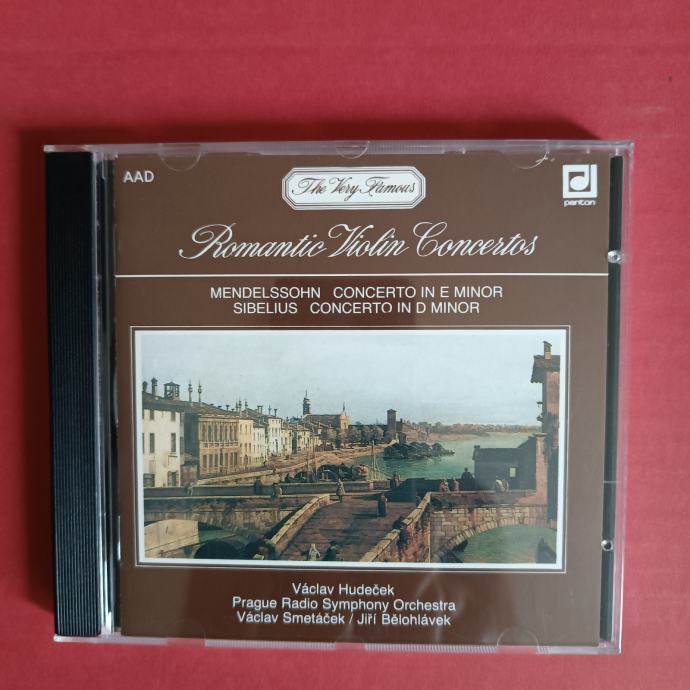 AAD
The Very Famous
panton
Romantic Violin Concertos
MENDELSSOHN CONCERTO IN E MINOR
SIBELIUS CONCERTO IN D MINOR
Václav Hudeček
Prague Radio Symphony Orchestra
Václav Smetáček / Jiří Bělohlávek